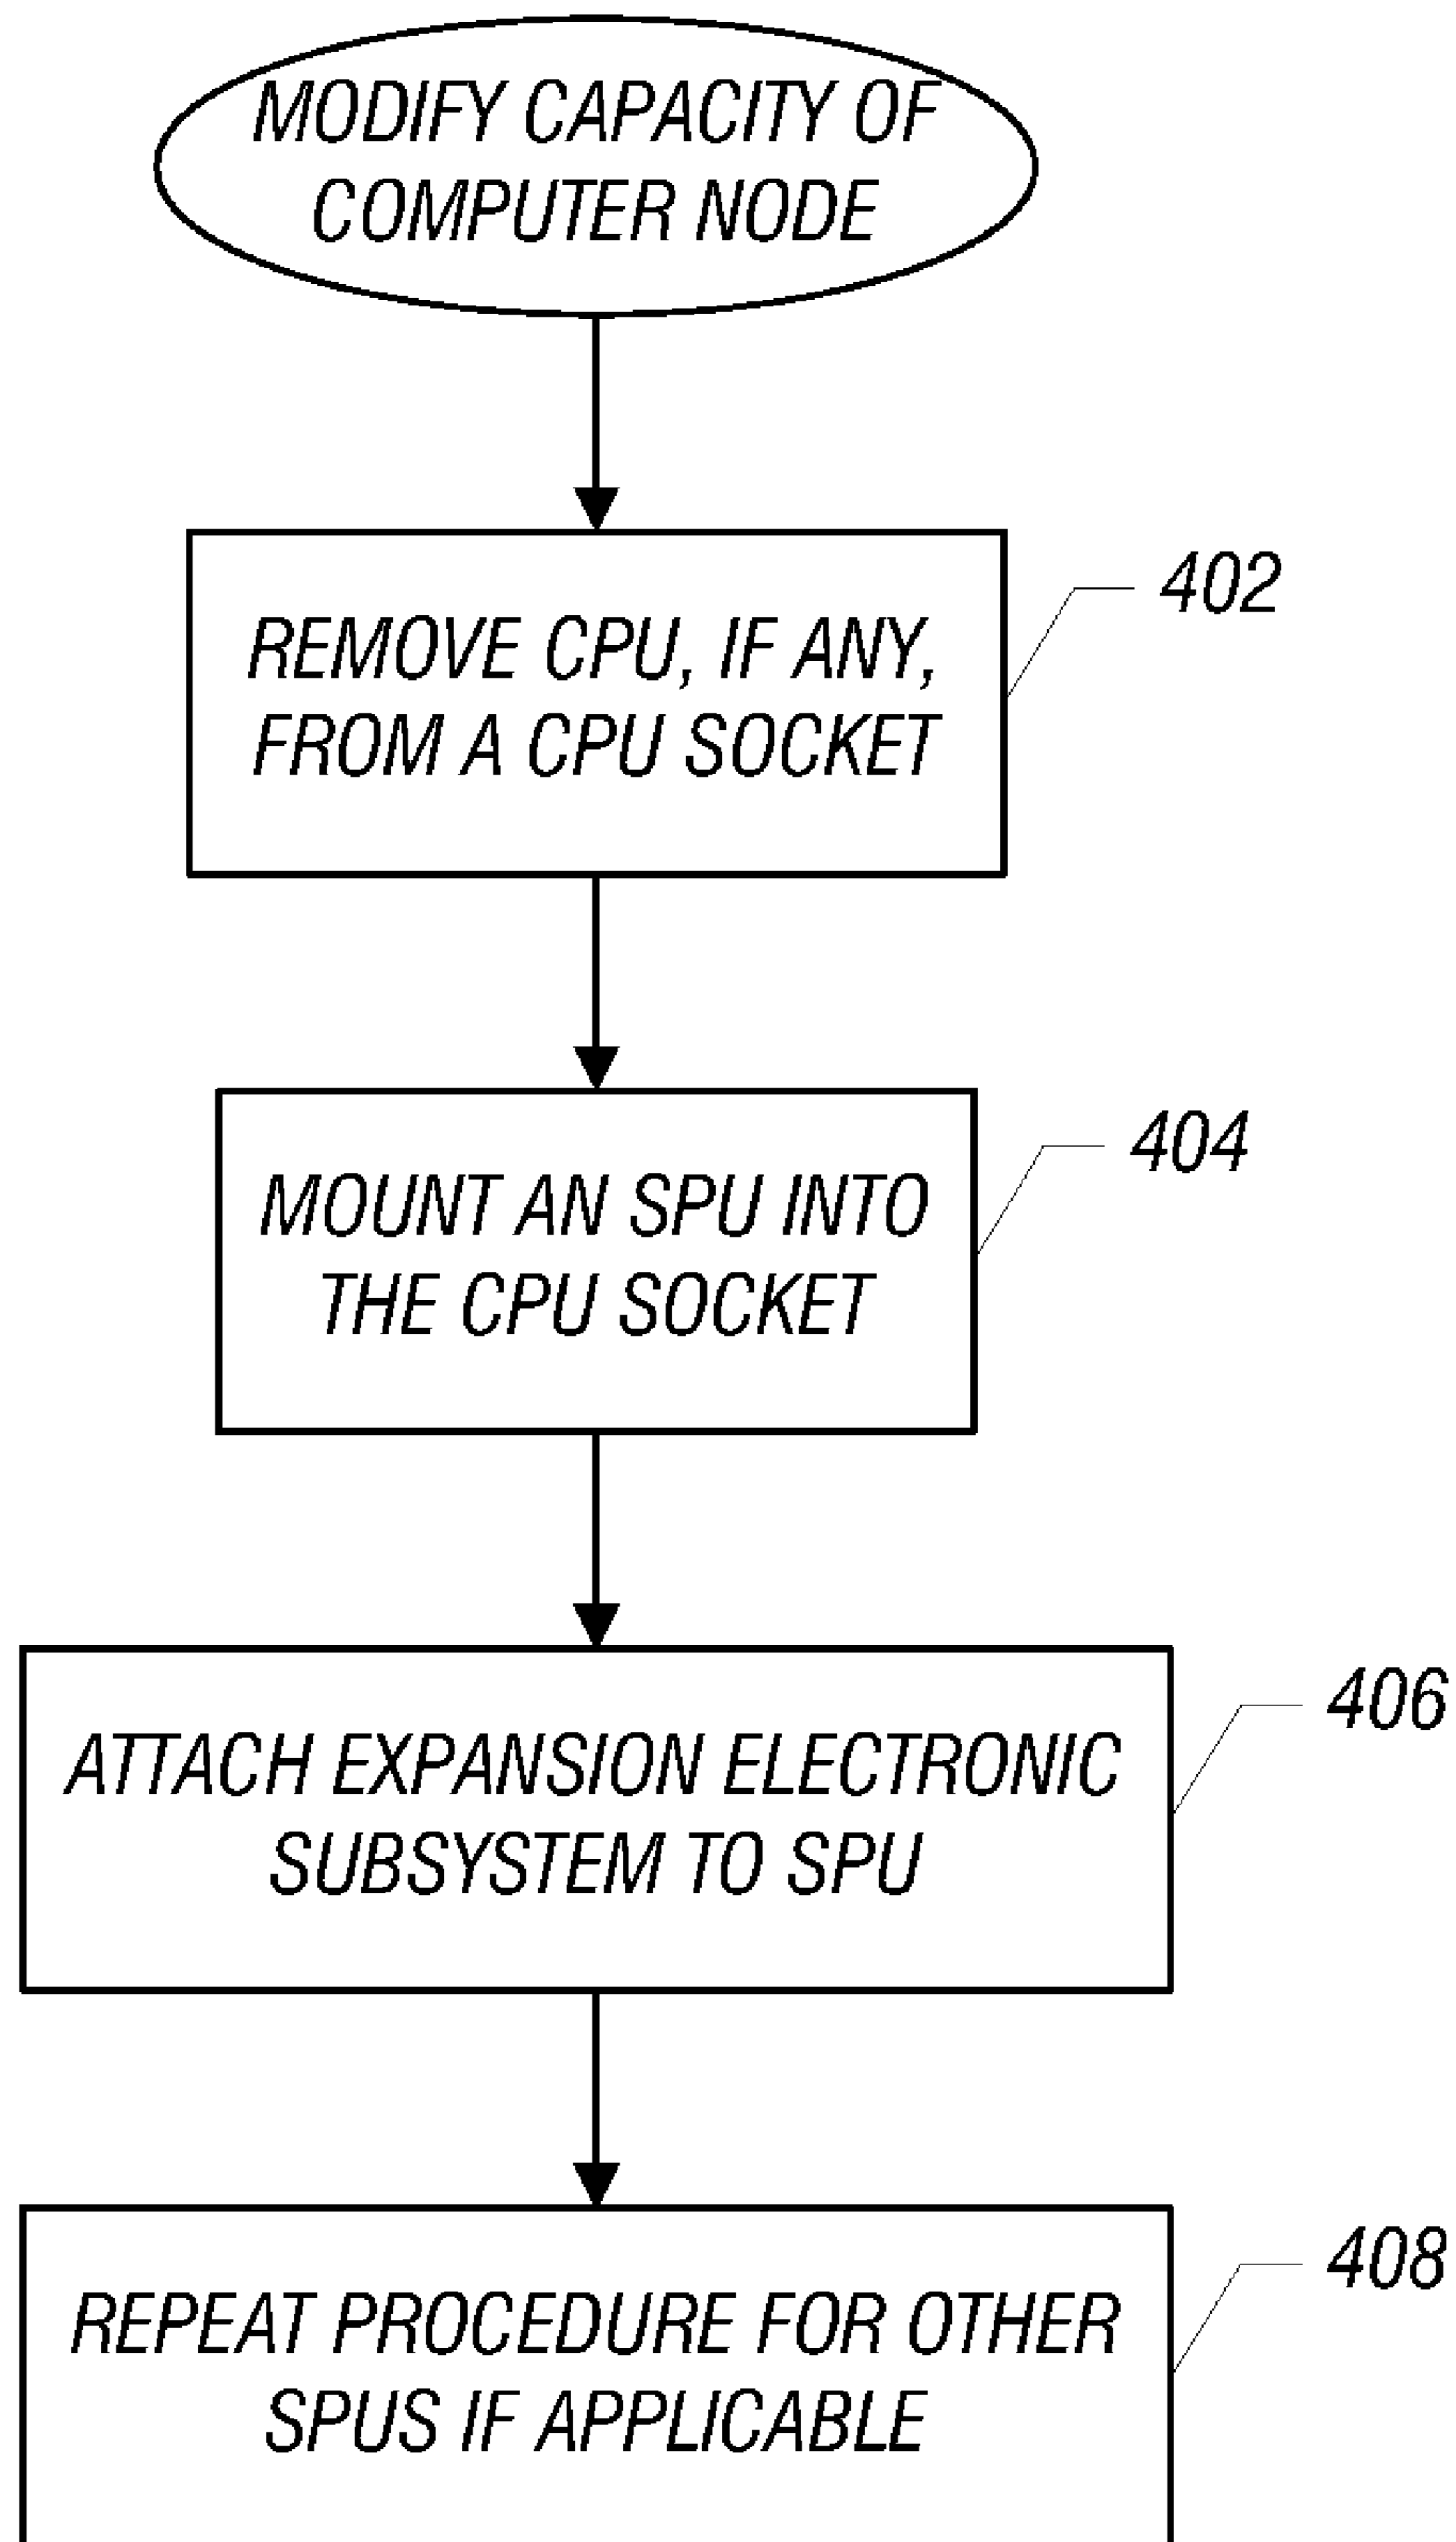 MODIFY CAPACITY OF
COMPUTER NODE
402
REMOVE CPU, IF ANY,
FROM A CPU SOCKET
404
MOUNT AN SPU INTO
THE CPU SOCKET
406
ATTACH EXPANSION ELECTRONIC
SUBSYSTEM TO SPU
408
REPEAT PROCEDURE FOR OTHER
SPUS IF APPLICABLE